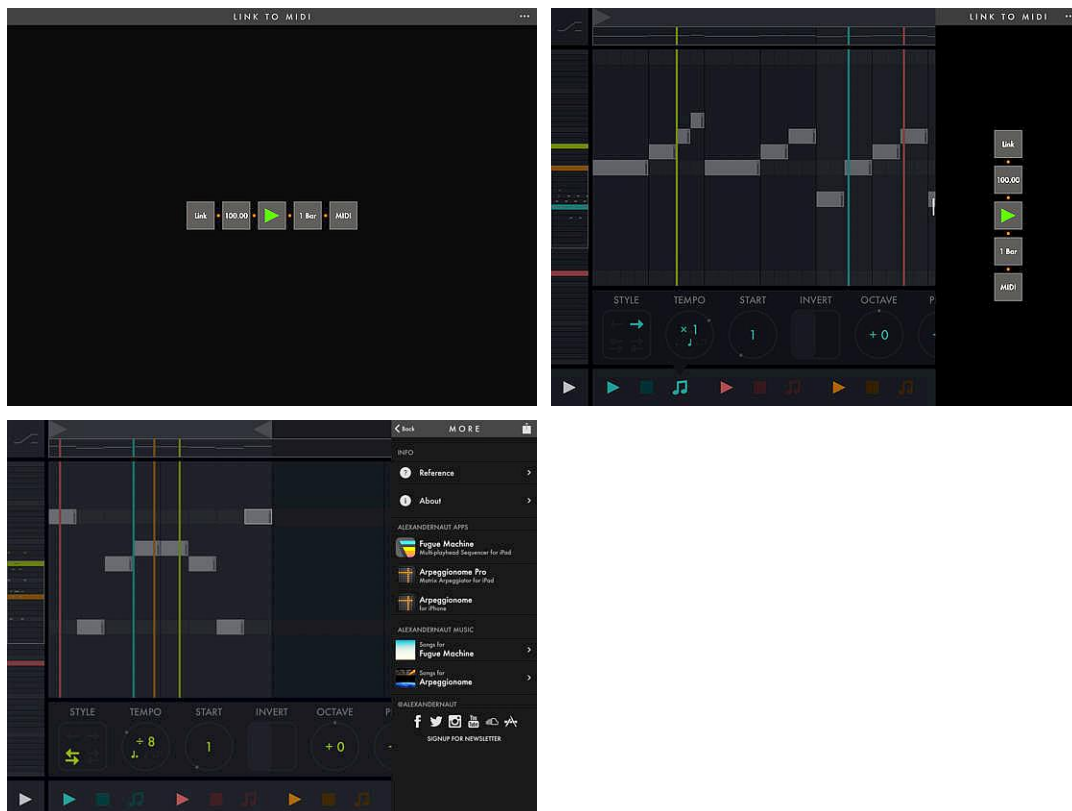 LINK TO MIDI
Link 100.00 1 Bar MIDI
LINK TO MIDI
Link
100.00
1 Bar
MIDI
STYLE TEMPO START INVERT OCTAVE P
× 1
1
+ 0
Back MORE
INFO
? Reference
i About
ALEXANDERNAUT APPS
Fugue Machine
Multi-playhead Sequencer for iPad
Arpeggionome Pro
Matrix Arpeggiator for iPad
Arpeggionome
for iPhone
ALEXANDERNAUT MUSIC
Songs for
Fugue Machine
Songs for
Arpeggionome
@ALEXANDERNAUT
f You Tube
SIGNUP FOR NEWSLETTER
STYLE TEMPO START INVERT OCTAVE P
÷ 8
1
+ 0